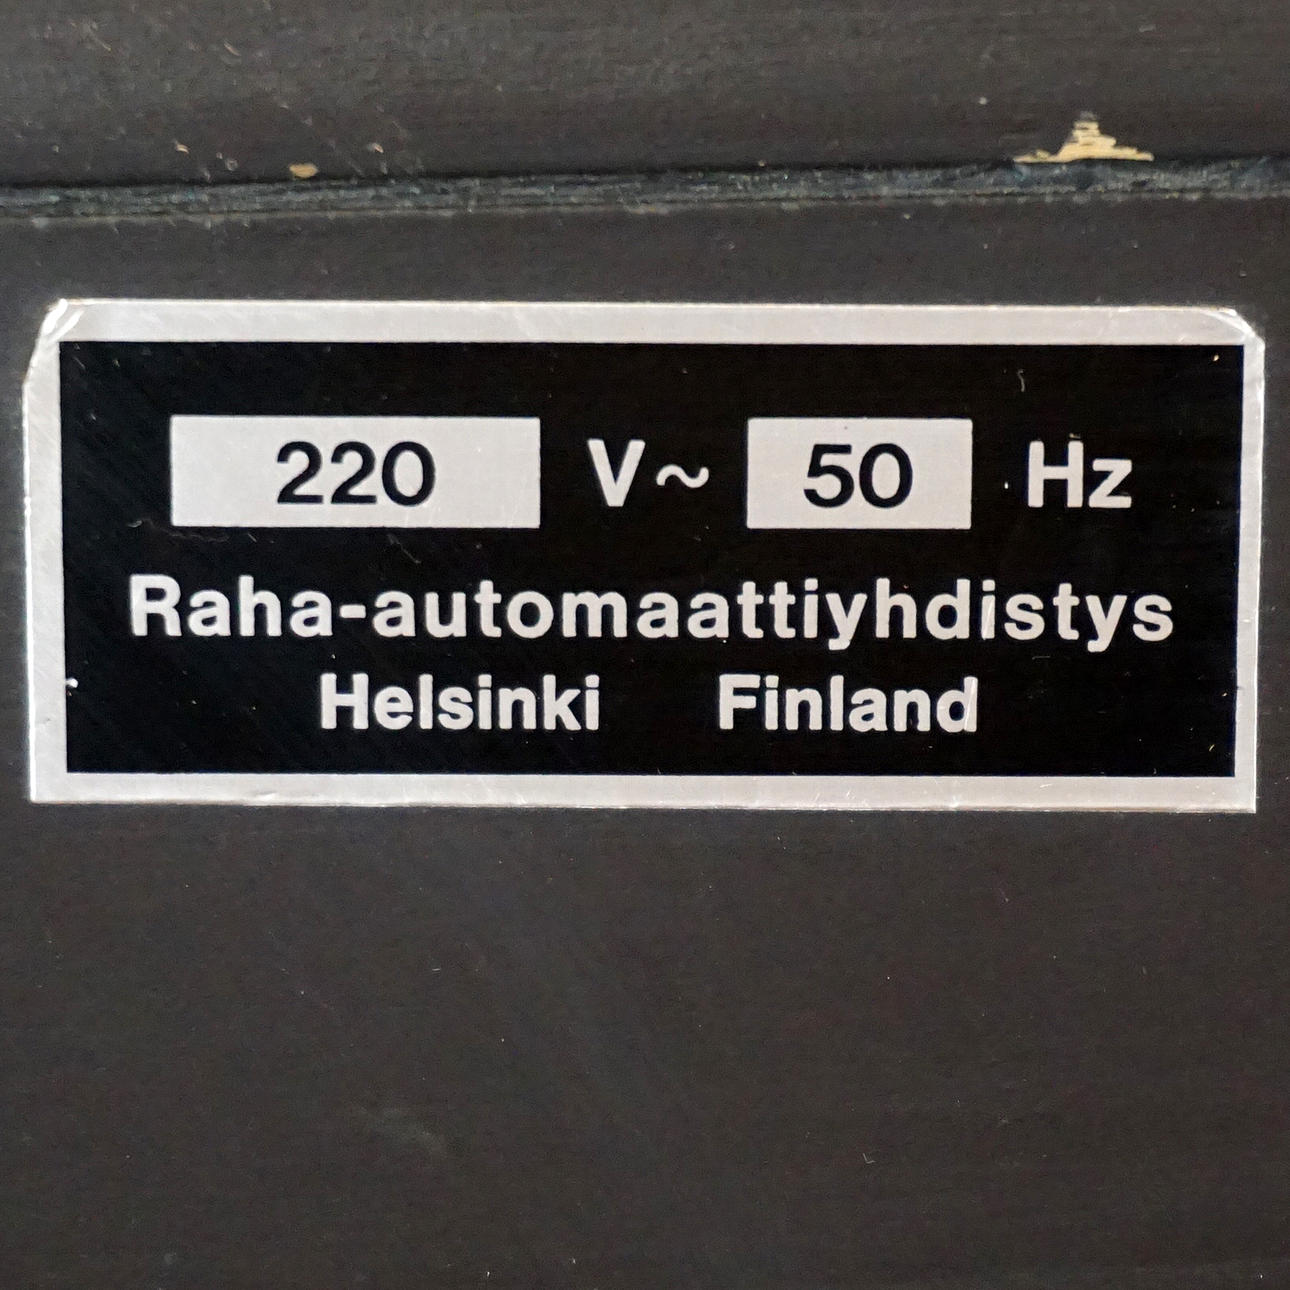 220 V~ 50 Hz
Raha-automaattiyhdistys
Helsinki Finland